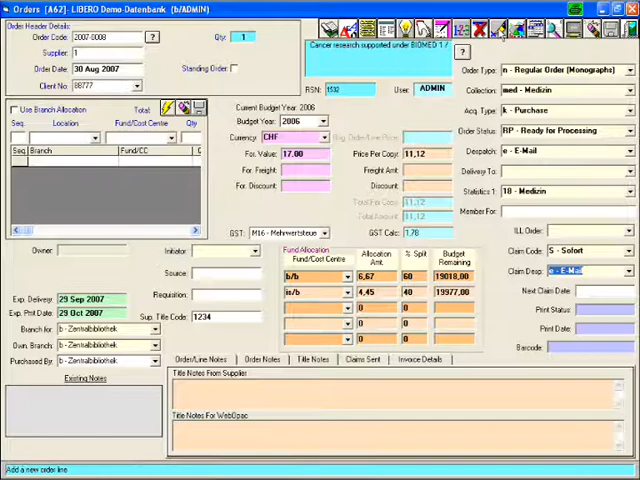 Orders [A62]- LIBERO Demo-Datenbank (b/ADMIN)
Order Header Details:
Order Code: 2007-0008 ?
Qty: 1
Supplier: 1
Order Date: 30 Aug 2007
Standing Order:
Client No 88777
Cancer research supported under BIOMED 1 /
?
RSN: 1532
User: ADMIN
Order Type: n - Regular Order (Monographs)
Collection: med - Medizin
Acq. Type: k - Purchase
Order Status: RP - Ready for Processing
Despatch: e - E-Mail
Delivery To:
Statistics 1: 18 - Medizin
Member For:
ILL Order:
Claim Code: S - Sofort
Claim Desp: e - E-Mail
Next Claim Date:
Print Status:
Print Date:
Barcode:
Use Branch Allocation
Total:
Seq Location Fund/Cost Centre Qty
Seq Branch Fund/CC
Current Budget Year: 2006
Budget Year: 2006
Currency: CHF
For. Value: 17.00
Price Per Copy: 11,12
For. Freight:
Freight Amt:
For. Discount:
Discount:
Total Per Copy: 11,12
Total Amount: 11,12
GST: M16 - Mehrwertsteue
GST Calc: 1,78
Owner:
Initiator:
Source:
Requisition:
Sup. Title Code: 1234
Exp. Delivery: 29 Sep 2007
Exp. Pmt Date: 29 Oct 2007
Branch for: b - Zentralbibliothek
Own. Branch: b - Zentralbibliothek
Purchased By: b - Zentralbibliothek
Fund Allocation
Fund/Cost Centre Allocation Amt. % Split Budget Remaining
b/b 6,67 60 19018,00
is/b 4,45 40 19977,00
0 0
0 0
0 0
Order/Line Notes Order Notes Title Notes Claims Sent Invoice Details
Existing Notes
Title Notes From Supplier
Title Notes For WebOpac
Add a new order line